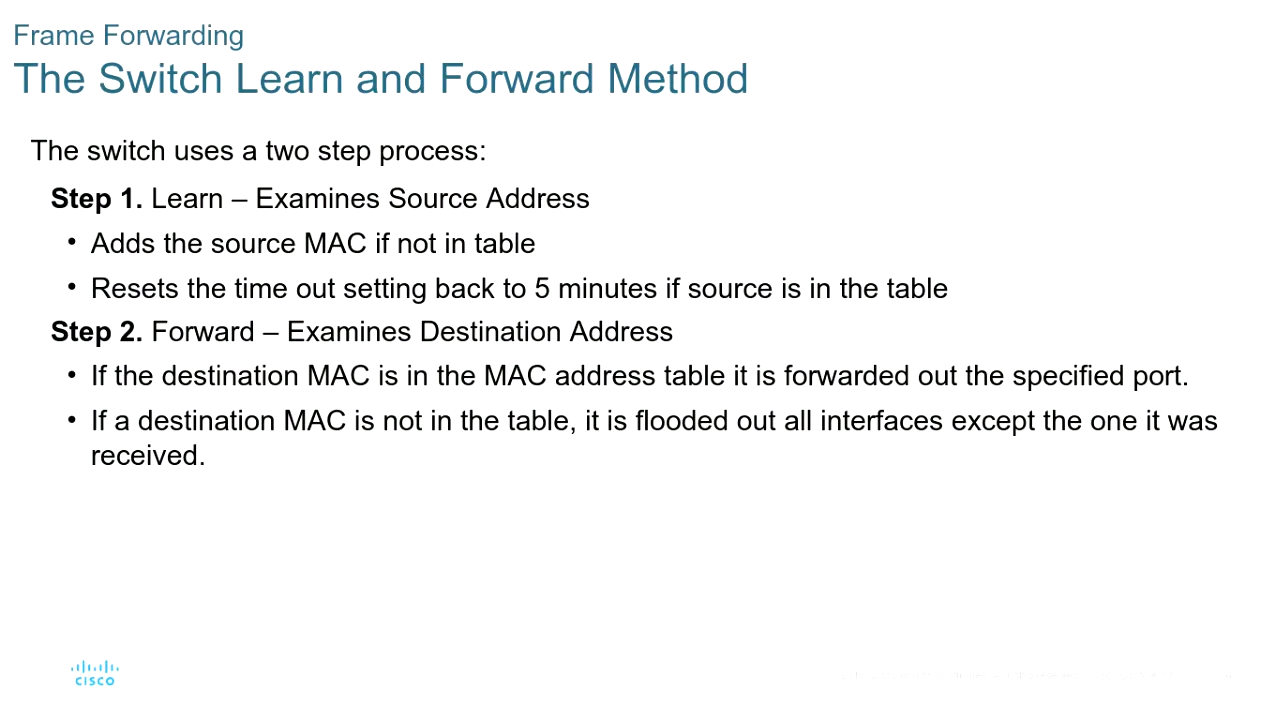 Frame Forwarding
The Switch Learn and Forward Method
The switch uses a two step process:
Step 1. Learn – Examines Source Address
• Adds the source MAC if not in table
• Resets the time out setting back to 5 minutes if source is in the table
Step 2. Forward – Examines Destination Address
• If the destination MAC is in the MAC address table it is forwarded out the specified port.
• If a destination MAC is not in the table, it is flooded out all interfaces except the one it was
received.
CISCO